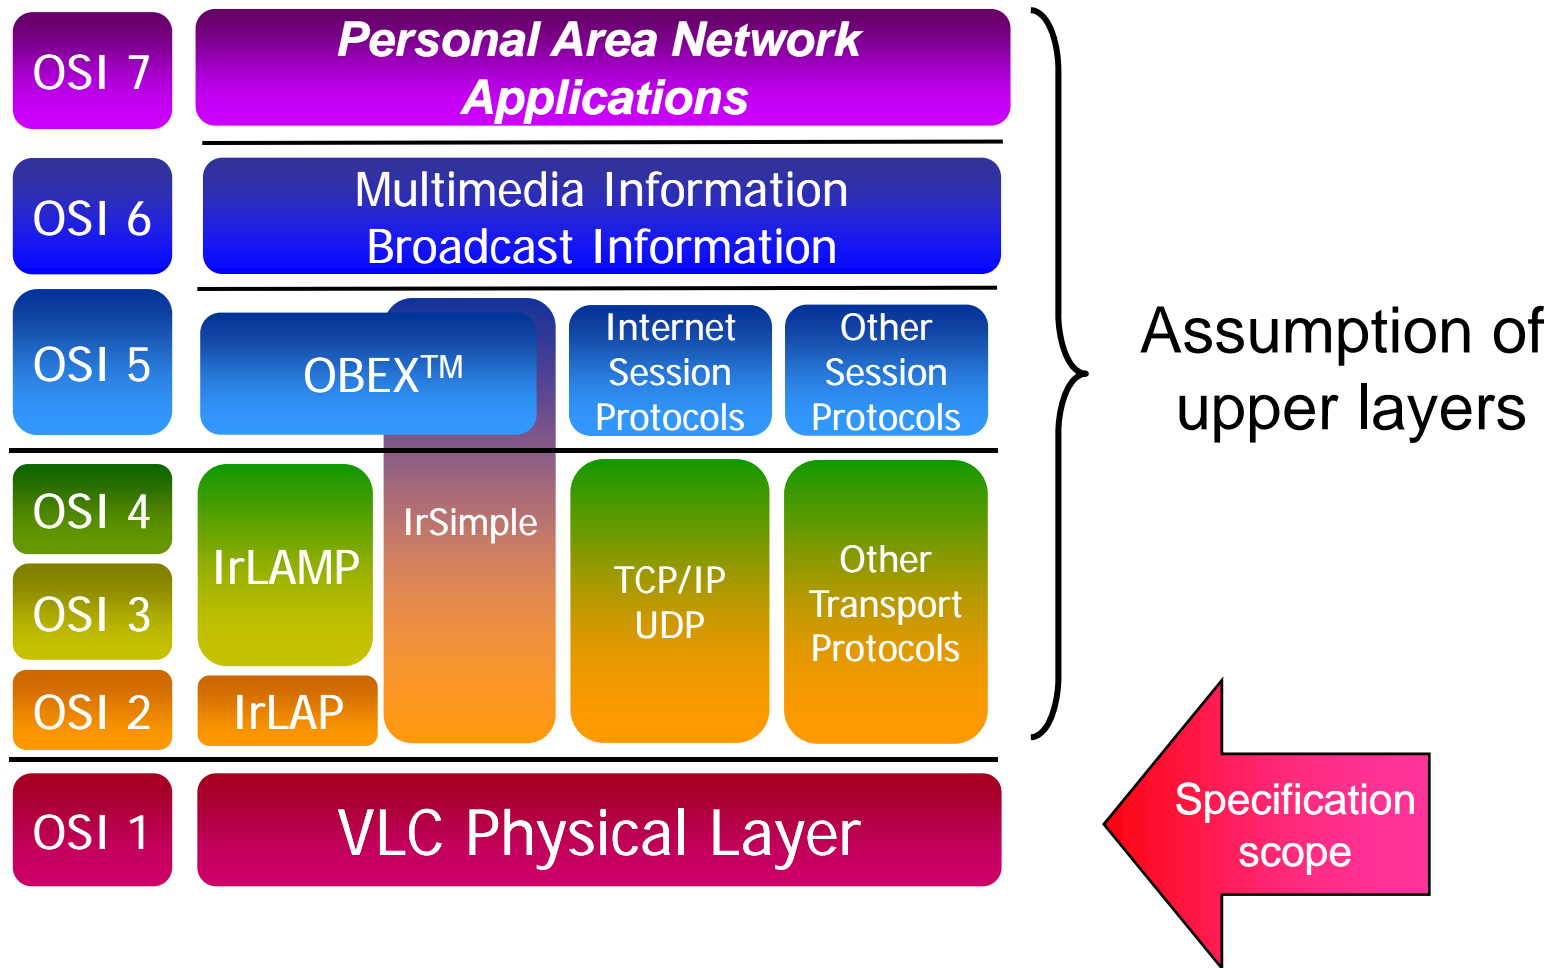 OSI 7
Personal Area Network
Applications
OSI 6
Multimedia Information
Broadcast Information
OSI 5
OBEX™
Internet
Session
Protocols
Other
Session
Protocols
Assumption of
upper layers
OSI 4
OSI 3
OSI 2
IrLAMP
IrLAP
IrSimple
TCP/IP
UDP
Other
Transport
Protocols
OSI 1
VLC Physical Layer
Specification
scope